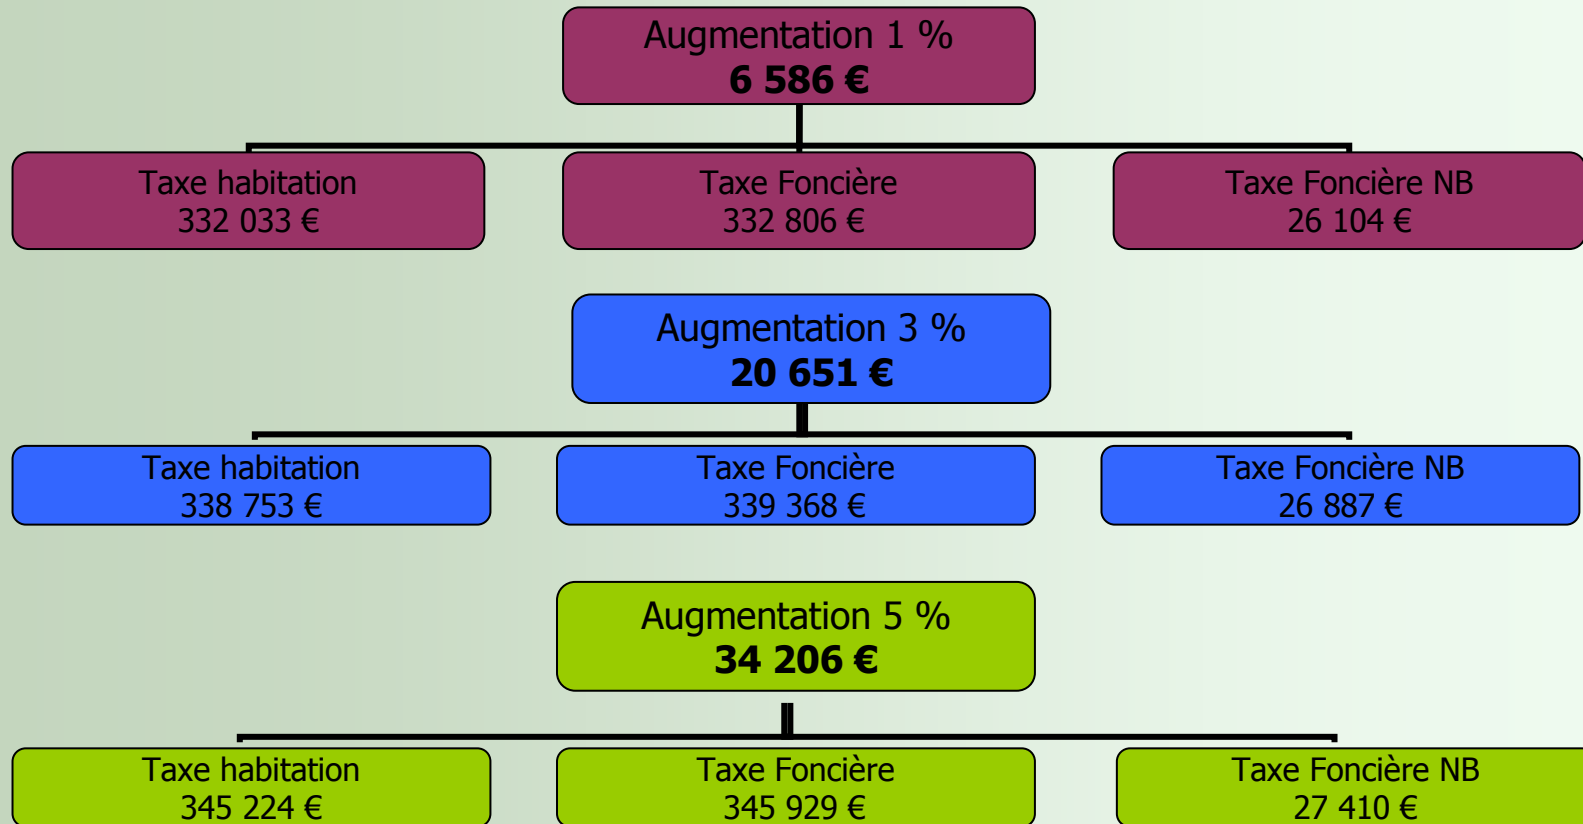 Augmentation 1 %
6 586 €
Taxe habitation
332 033 €
Taxe Foncière
332 806 €
Taxe Foncière NB
26 104 €
Augmentation 3 %
20 651 €
Taxe habitation
338 753 €
Taxe Foncière
339 368 €
Taxe Foncière NB
26 887 €
Augmentation 5 %
34 206 €
Taxe habitation
345 224 €
Taxe Foncière
345 929 €
Taxe Foncière NB
27 410 €